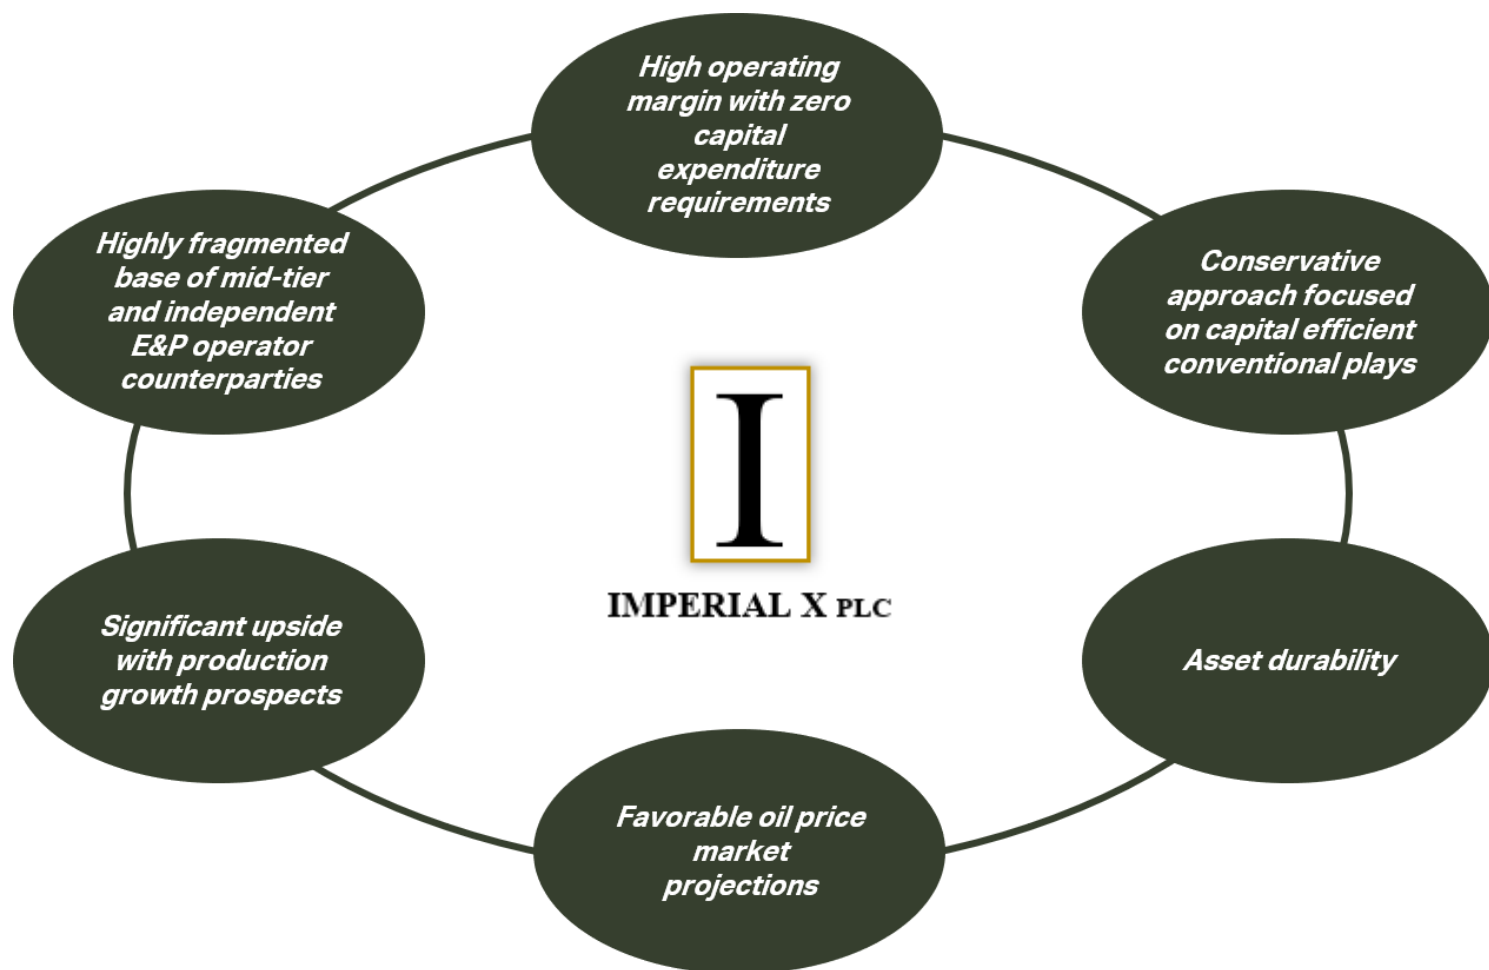 High operating
margin with zero
capital
expenditure
requirements
Conservative
approach focused
on capital efficient
conventional plays
Asset durability
Favorable oil price
market
projections
Significant upside
with production
growth prospects
Highly fragmented
base of mid-tier
and independent
E&P operator
counterparties
I
IMPERIAL X PLC